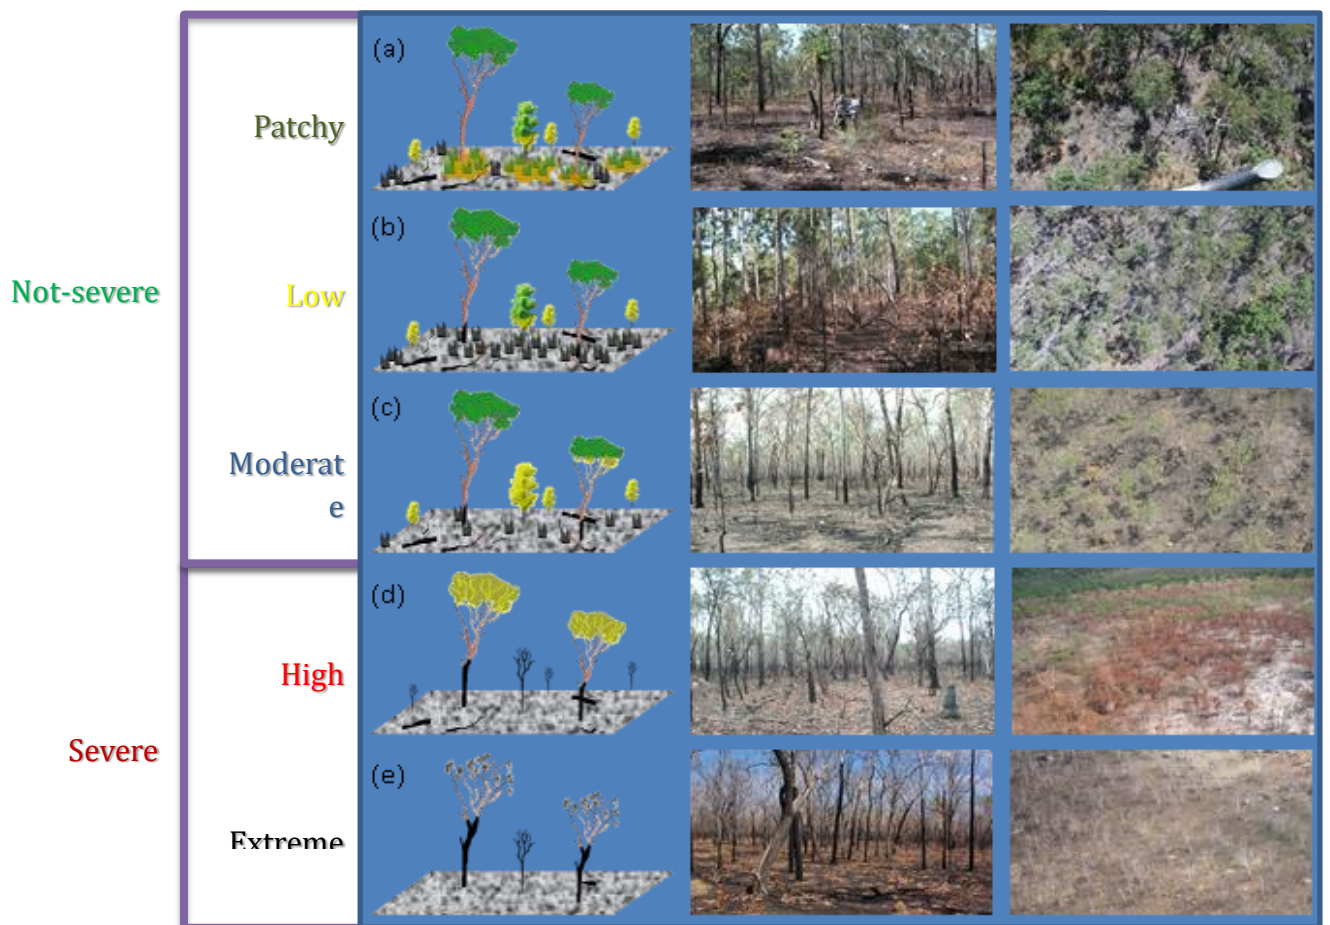 (a)
Patchy
(b)
Not-severe
Low
(c)
Moderat
e
(d)
High
Severe
(e)
Extreme